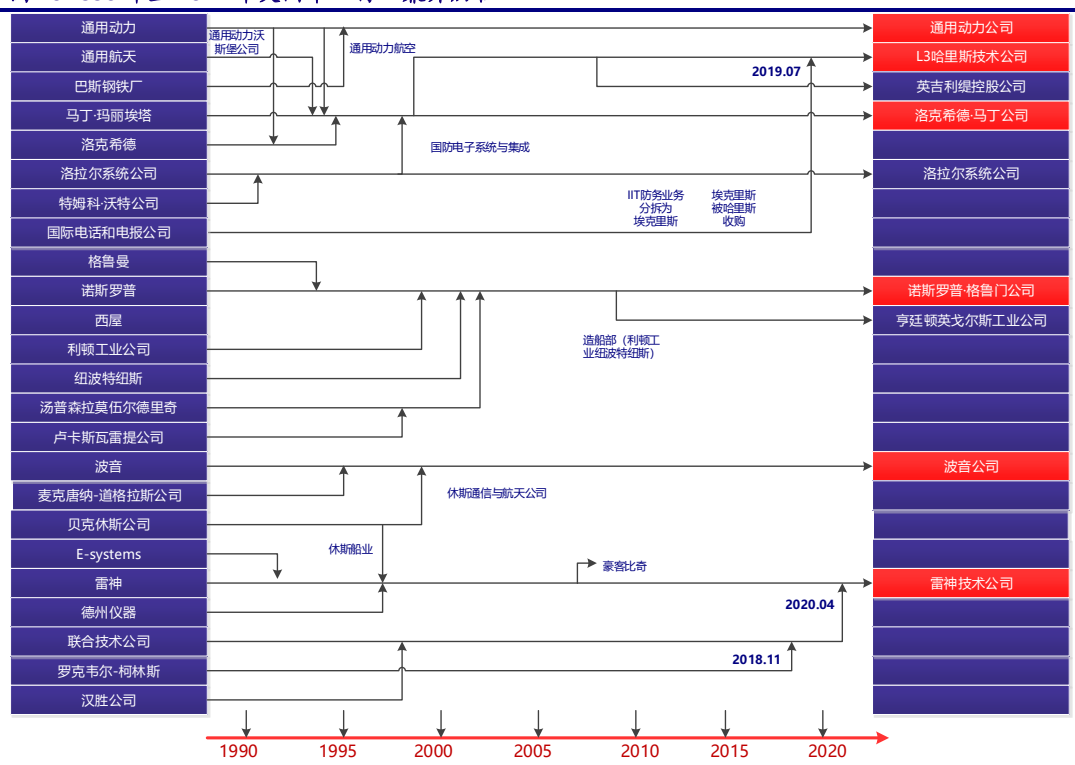 通用动力
通用航天
巴斯钢铁厂
马丁·玛丽埃塔
洛克希德
洛拉尔系统公司
特姆科·沃特公司
国际电话和电报公司
格鲁曼
诺斯罗普
西屋
利顿工业公司
纽波特纽斯
汤普森拉莫伍尔德里奇
卢卡斯瓦雷提公司
波音
麦克唐纳-道格拉斯公司
贝克休斯公司
E-systems
雷神
德州仪器
联合技术公司
罗克韦尔-柯林斯
汉胜公司
通用动力沃
斯堡公司
通用动力航空
2019.07
国防电子系统与集成
IIT防务业务
分拆为
埃克里斯
埃克里斯
被哈里斯
收购
造船部（利顿工
业纽波特纽斯）
休斯通信与航天公司
休斯船业
豪客比奇
2020.04
2018.11
通用动力公司
L3哈里斯技术公司
英吉利缇控股公司
洛克希德·马丁公司
洛拉尔系统公司
诺斯罗普·格鲁门公司
亨廷顿英戈尔斯工业公司
波音公司
雷神技术公司
1990
1995
2000
2005
2010
2015
2020